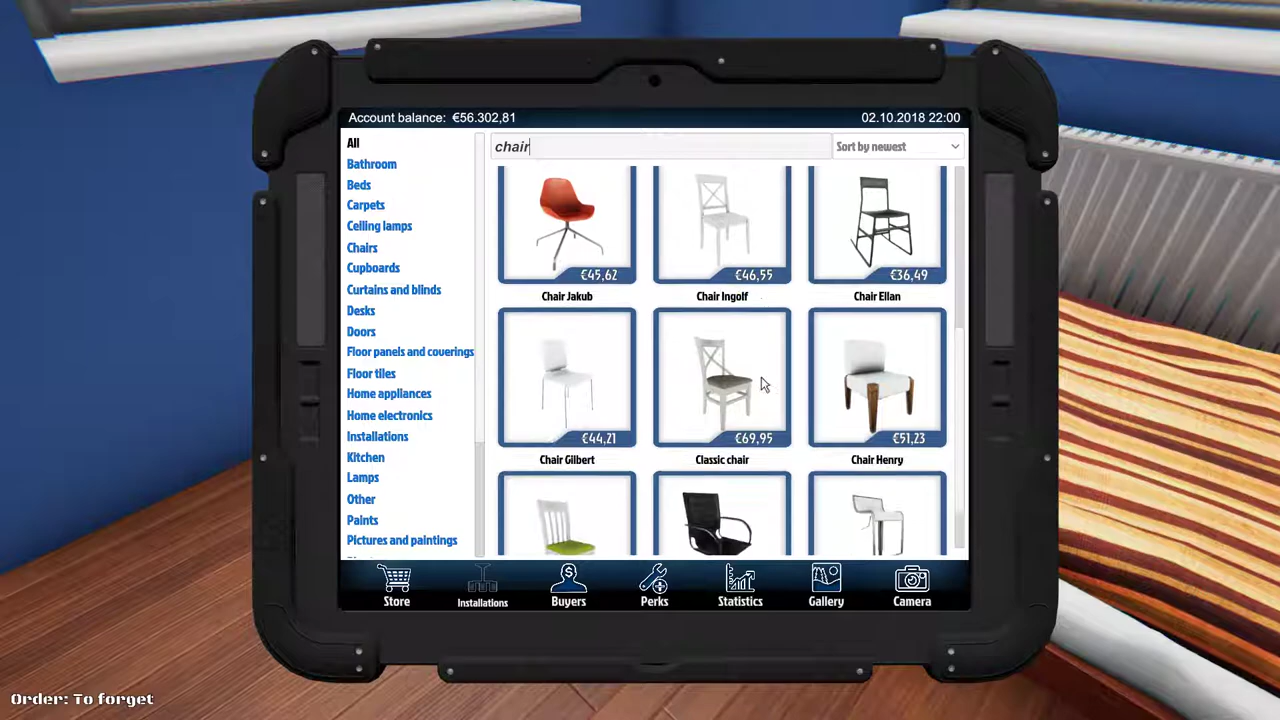 Account balance: €56.302,81
02.10.2018 22:00
chair
Sort by newest
All
Bathroom
Beds
Carpets
Ceiling lamps
Chairs
Cupboards
Curtains and blinds
Desks
Doors
Floor panels and coverings
Floor tiles
Home appliances
Home electronics
Installations
Kitchen
Lamps
Other
Paints
Pictures and paintings
€45,62
€46,55
€36,49
Chair Jakub
Chair Ingolf
Chair Ellan
€44,21
€69,95
€51,23
Chair Gilbert
Classic chair
Chair Henry
Store
Installations
Buyers
Perks
Statistics
Gallery
Camera
Order: To forget